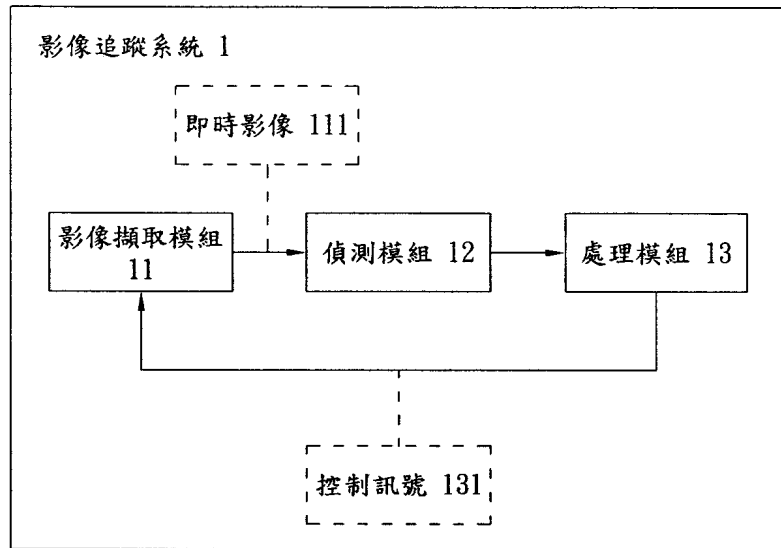 影像追蹤系統 1
即時影像 111
影像擷取模組
11
偵測模組 12
處理模組 13
控制訊號 131